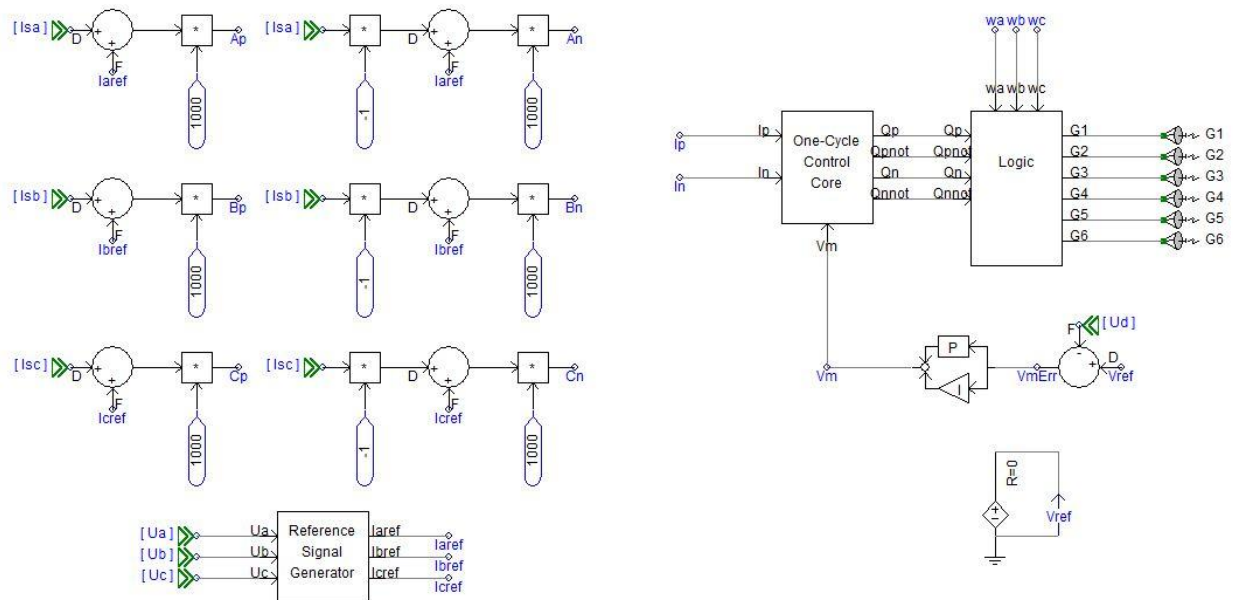 [Isa] D + + F Iaref * 1000 Ap
[Isa] * -1 D + + F Iaref * 1000 An
[Isb] D + + F Ibref * 1000 Bp
[Isb] * -1 D + + F Ibref * 1000 Bn
[Isc] D + + F Icref * 1000 Cp
[Isc] * -1 D + + F Icref * 1000 Cn
[Ua] Ua Iaref Iaref
[Ub] Ub Ibref Ibref
[Uc] Uc Icref Icref
Reference
Signal
Generator
wa wb wc
wa wb wc
Ip Ip
In In
One-Cycle
Control
Core
Qp Qp
Qpnot Qpnot
Qn Qn
Qnnot Qnnot
Vm
Logic
G1 G1
G2 G2
G3 G3
G4 G4
G5 G5
G6 G6
[Ud]
F - + D
Vm P I VmErr Vref
R=0
+ -
Vref